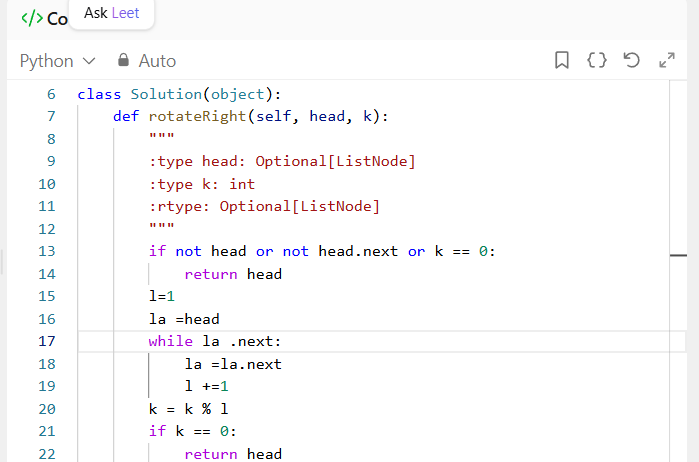 </> Co
Ask Leet
Python Auto
6 class Solution(object):
7     def rotateRight(self, head, k):
8         """
9         :type head: Optional[ListNode]
10         :type k: int
11         :rtype: Optional[ListNode]
12         """
13         if not head or not head.next or k == 0:
14             return head
15         l=1
16         la =head
17         while la .next:
18             la =la.next
19             l +=1
20         k = k % l
21         if k == 0:
22             return head